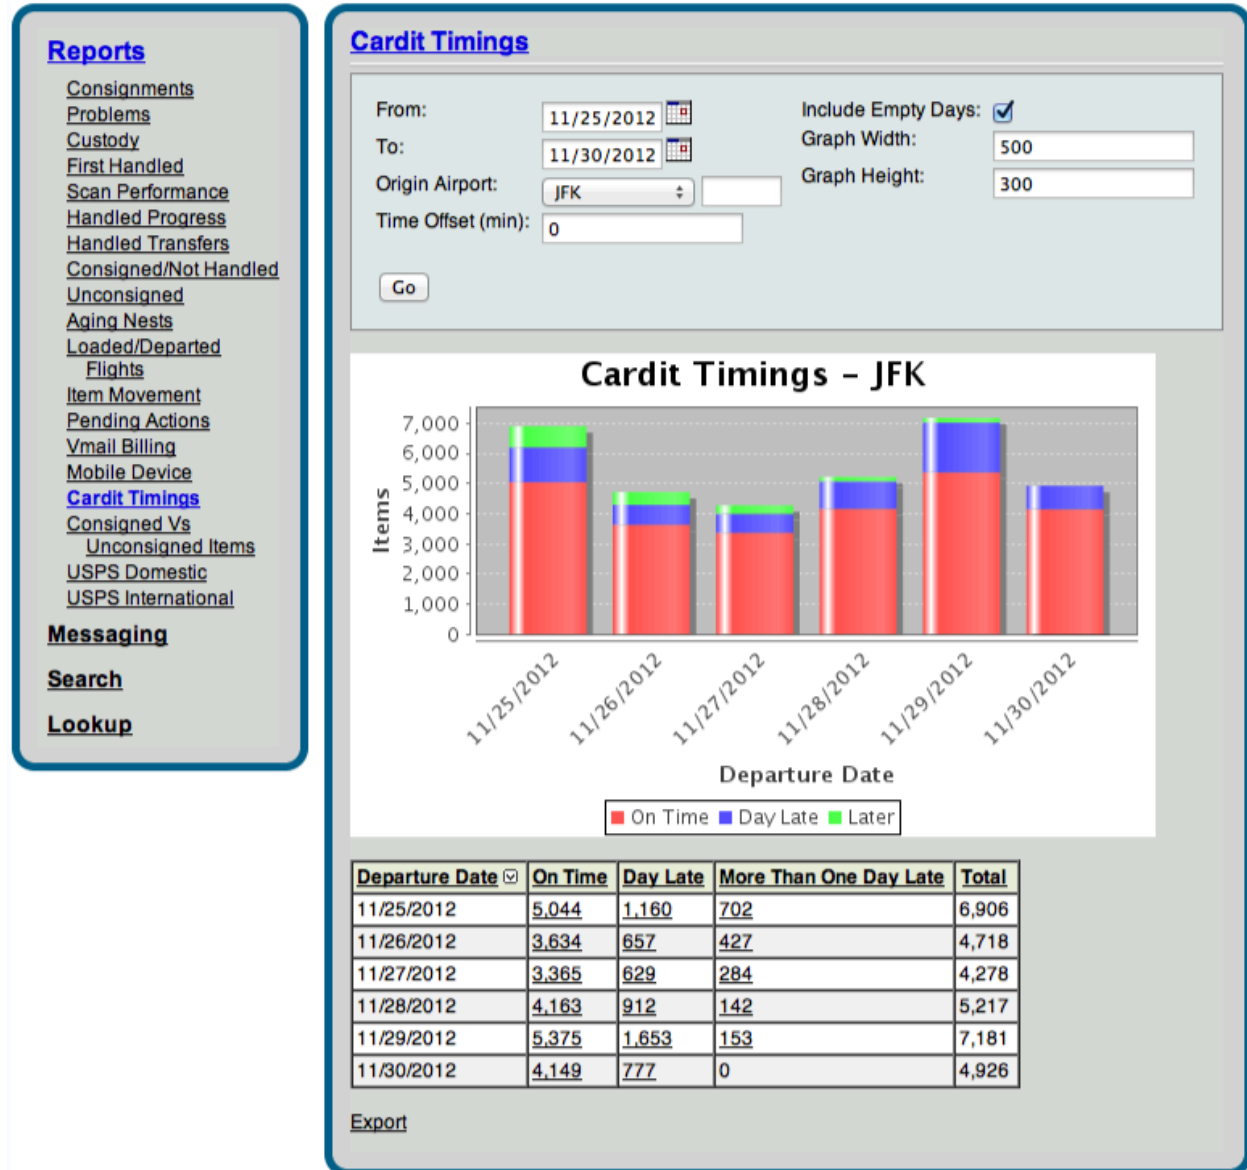 Reports
Consignments
Problems
Custody
First Handled
Scan Performance
Handled Progress
Handled Transfers
Consigned/Not Handled
Unconsigned
Aging Nests
Loaded/Departed
Flights
Item Movement
Pending Actions
Vmail Billing
Mobile Device
Cardit Timings
Consigned Vs
Unconsigned Items
USPS Domestic
USPS International
Messaging
Search
Lookup
Cardit Timings
From: 11/25/2012
To: 11/30/2012
Origin Airport: JFK
Time Offset (min): 0
Include Empty Days:
Graph Width: 500
Graph Height: 300
Go
Cardit Timings – JFK
Items
7,000
6,000
5,000
4,000
3,000
2,000
1,000
0
11/25/2012 11/26/2012 11/27/2012 11/28/2012 11/29/2012 11/30/2012
Departure Date
On Time Day Late Later
Departure Date On Time Day Late More Than One Day Late Total
11/25/2012 5,044 1,160 702 6,906
11/26/2012 3,634 657 427 4,718
11/27/2012 3,365 629 284 4,278
11/28/2012 4,163 912 142 5,217
11/29/2012 5,375 1,653 153 7,181
11/30/2012 4,149 777 0 4,926
Export